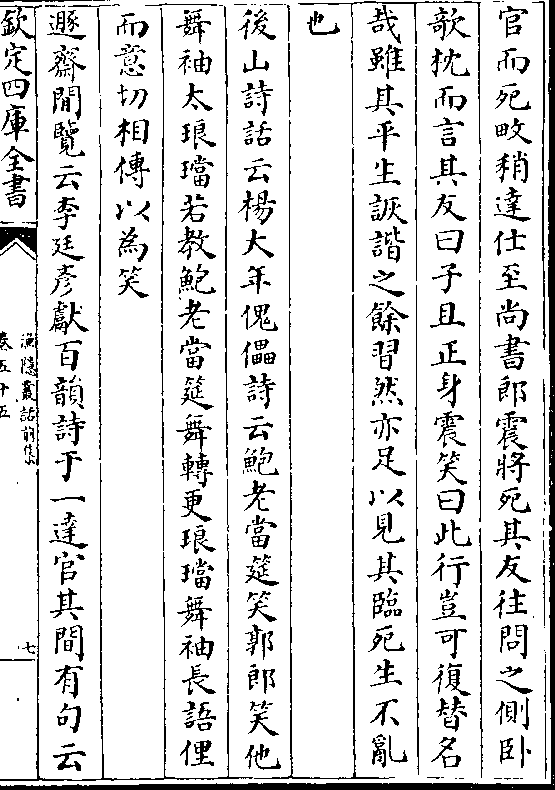 官而死畋稍達仕至尚書郎震將死其友往問之側卧
欹枕而言其友曰子且正身震笑曰此行豈可復替名
哉雖其平生詼諧之餘習然亦足以見其臨死生不亂
也
後山詩話云楊大年傀儡詩云鮑老當筵笑郭郎笑他
舞袖太琅璫若教鮑老當筵舞轉更琅璫舞袖長語俚
而意切相傳以為笑
遯齋閒覽云李廷彦獻百韻詩于一達官其間有句云
欽定四庫全書
漁隱叢話前集
卷五十五
七